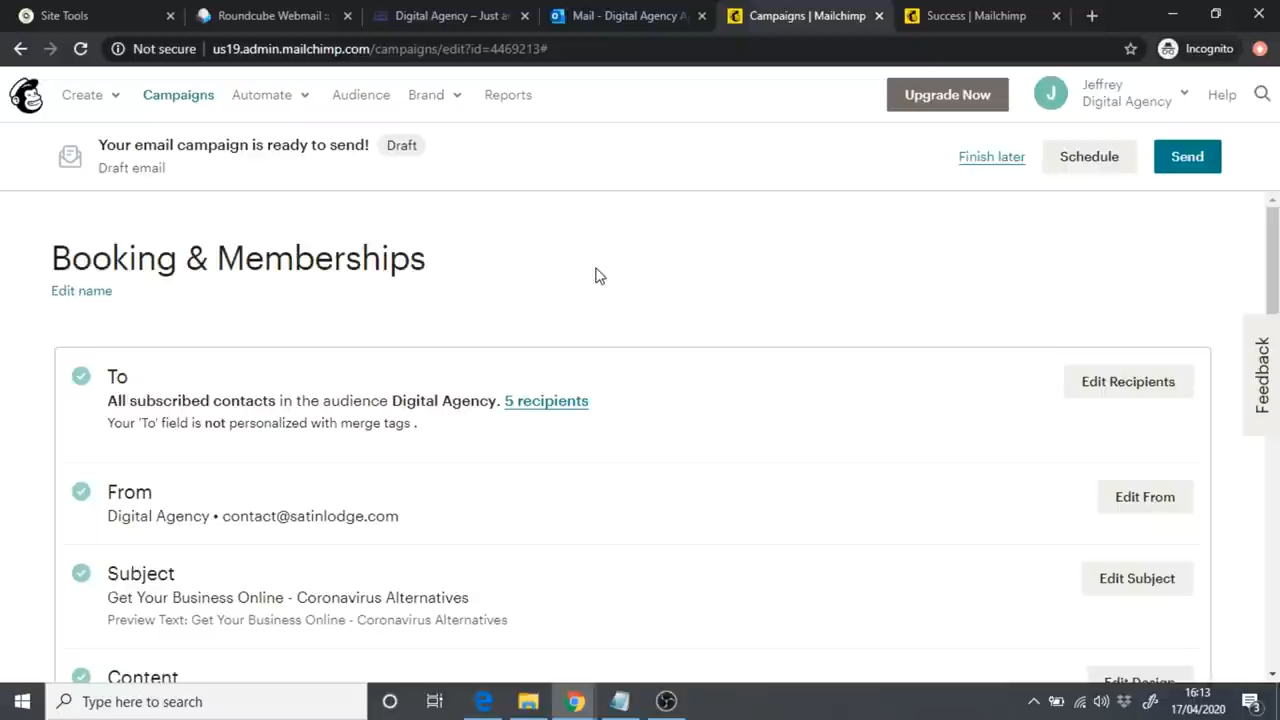 Site Tools
Roundcube Webmail ::
Digital Agency – Just a
Mail - Digital Agency A
Campaigns | Mailchimp
Success | Mailchimp
Not secure
us19.admin.mailchimp.com/campaigns/edit?id=4469213#
Incognito
Create
Campaigns
Automate
Audience
Brand
Reports
Upgrade Now
J
Jeffrey
Digital Agency
Help
Your email campaign is ready to send!
Draft
Draft email
Finish later
Schedule
Send
Booking & Memberships
Edit name
To
All subscribed contacts in the audience Digital Agency. 5 recipients
Your 'To' field is not personalized with merge tags .
Edit Recipients
From
Digital Agency • contact@satinlodge.com
Edit From
Subject
Get Your Business Online - Coronavirus Alternatives
Preview Text: Get Your Business Online - Coronavirus Alternatives
Edit Subject
Content
Edit Design
Feedback
Type here to search
16:13
17/04/2020
3